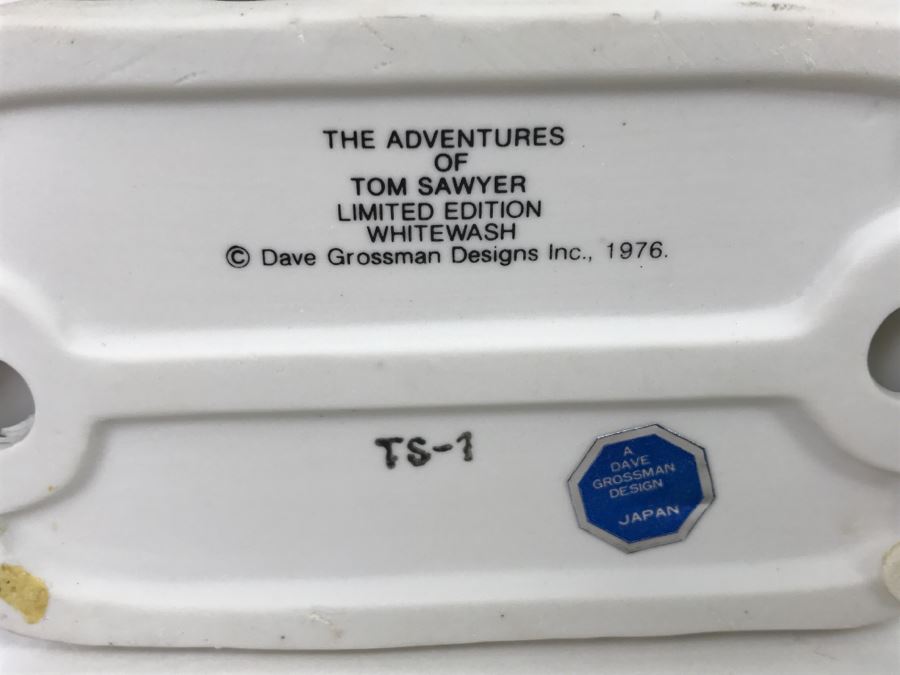 THE ADVENTURES
OF
TOM SAWYER
LIMITED EDITION
WHITEWASH
© Dave Grossman Designs Inc., 1976.
TS-1
A
DAVE
GROSSMAN
DESIGN
JAPAN